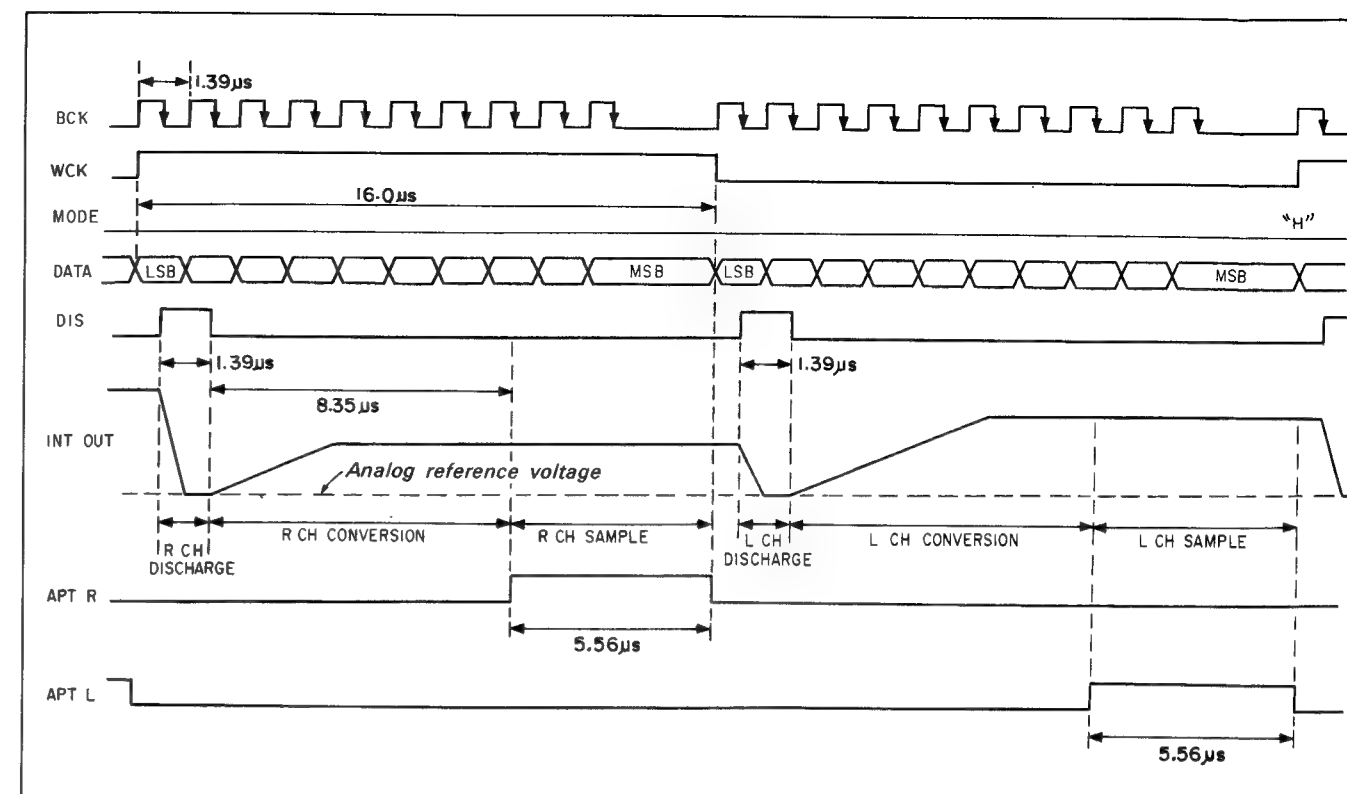 1.39μs
BCK
WCK
16.0μs
MODE
"H"
DATA
LSB
MSB
LSB
MSB
DIS
1.39μs
1.39μs
8.35μs
INT OUT
Analog reference voltage
R CH CONVERSION
R CH SAMPLE
L CH CONVERSION
L CH SAMPLE
R CH
DISCHARGE
L CH
DISCHARGE
APT R
5.56μs
APT L
5.56μs